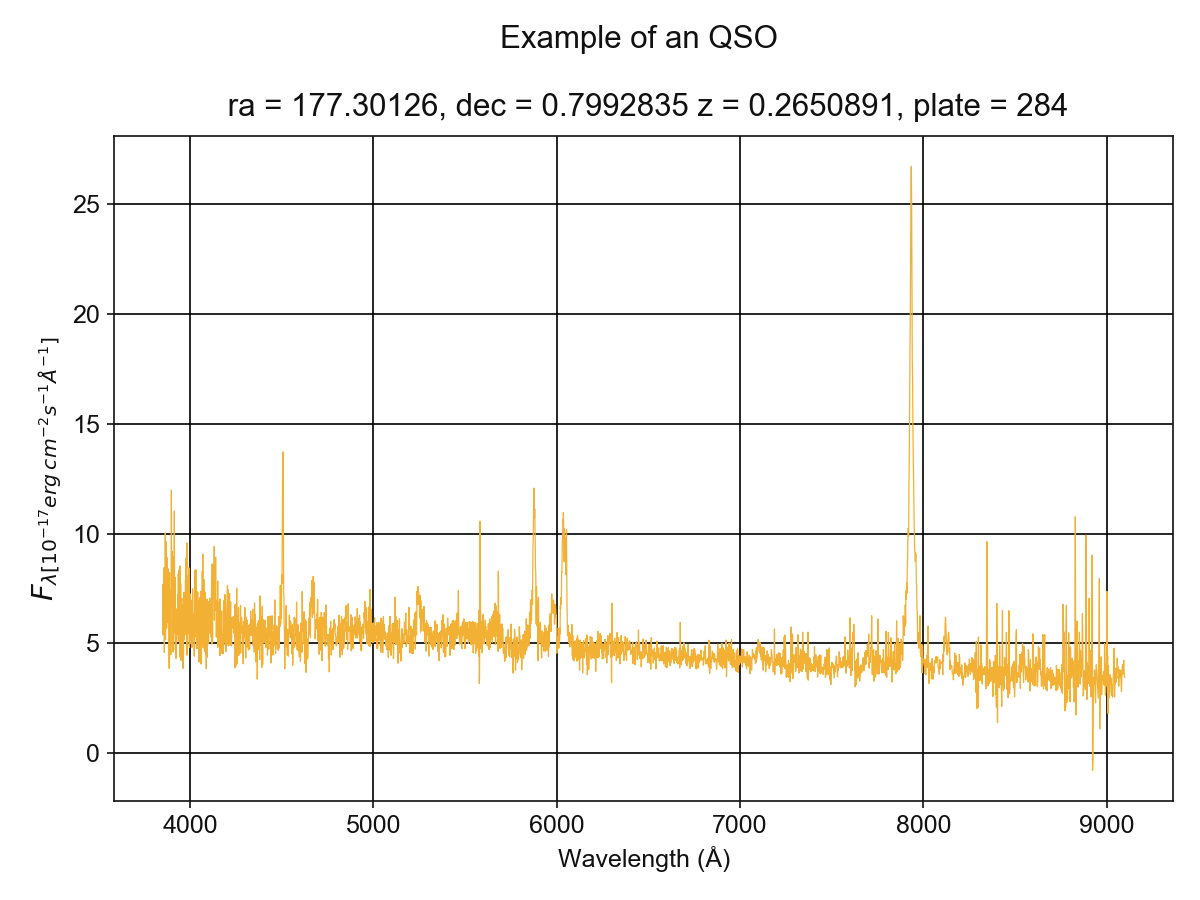 Example of an QSO
ra = 177.30126, dec = 0.7992835 z = 0.2650891, plate = 284
25
20
15
10
5
0
F_{λ[10^{−17}erg cm^{−2}s^{−1}Å^{−1}]}
4000 5000 6000 7000 8000 9000
Wavelength (Å)